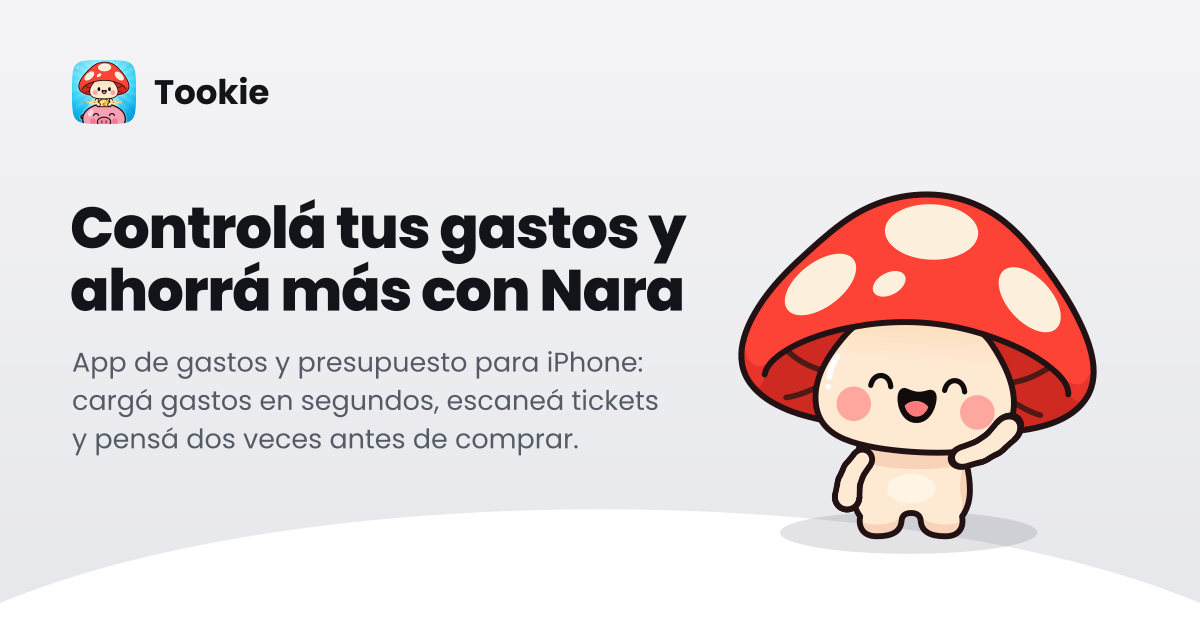 Tookie
Controlá tus gastos y
ahorrá más con Nara
App de gastos y presupuesto para iPhone:
cargá gastos en segundos, escaneá tickets
y pensá dos veces antes de comprar.